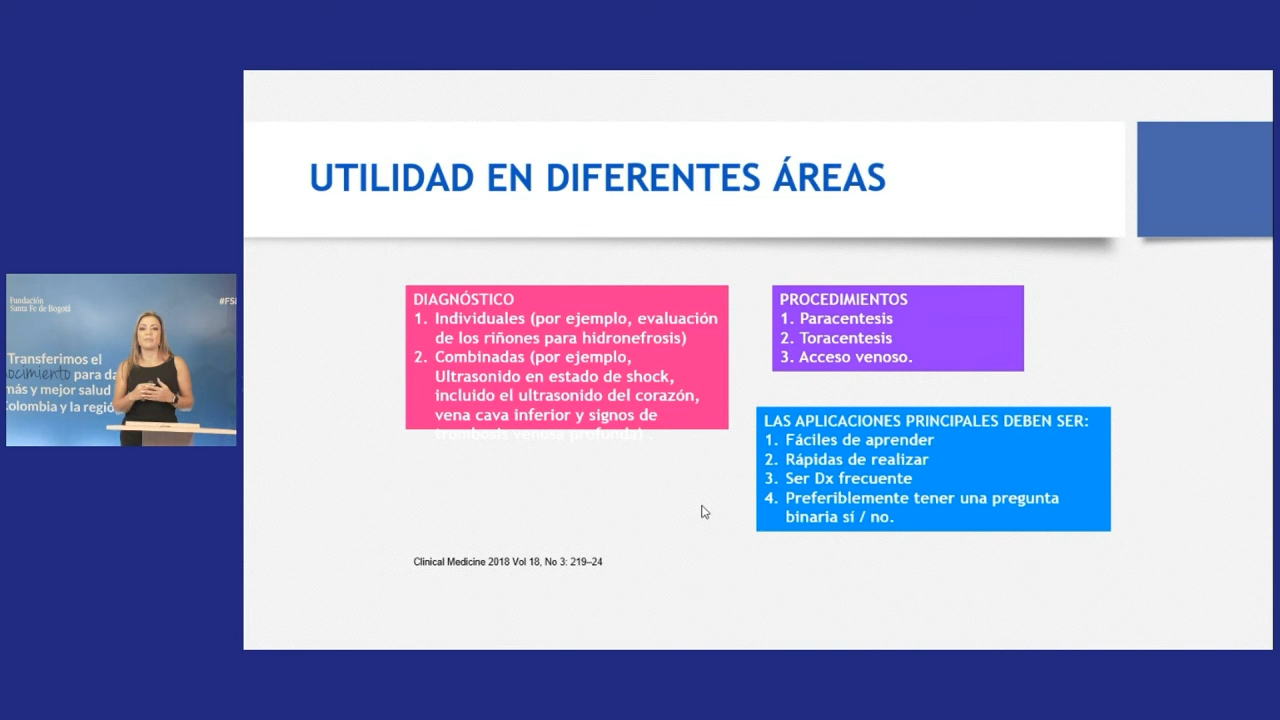 UTILIDAD EN DIFERENTES ÁREAS
DIAGNÓSTICO
1. Individuales (por ejemplo, evaluación
de los riñones para hidronefrosis)
2. Combinadas (por ejemplo,
Ultrasonido en estado de shock,
incluido el ultrasonido del corazón,
vena cava inferior y signos de
trombosis venosa profunda) .
PROCEDIMIENTOS
1. Paracentesis
2. Toracentesis
3. Acceso venoso.
LAS APLICACIONES PRINCIPALES DEBEN SER:
1. Fáciles de aprender
2. Rápidas de realizar
3. Ser Dx frecuente
4. Preferiblemente tener una pregunta
binaria sí / no.
Clinical Medicine 2018 Vol 18, No 3: 219–24
Fundación
Santa Fe de Bogotá
#FS
Transferimos el
ocimiento para da
más y mejor salud
Colombia y la regió